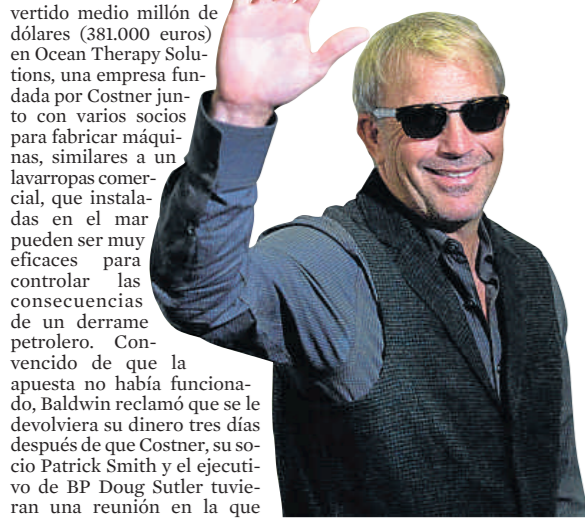 vertido medio millón de
dólares (381.000 euros)
en Ocean Therapy Solu-
tions, una empresa fun-
dada por Costner jun-
to con varios socios
para fabricar máqui-
nas, similares a un
lavarropas comer-
cial, que instala-
das en el mar
pueden ser muy
eficaces para
controlar las
consecuencias
de un derrame
petrolero. Con-
vencido de que la
apuesta no había funciona-
do, Baldwin reclamó que se le
devolviera su dinero tres días
después de que Costner, su so-
cio Patrick Smith y el ejecuti-
vo de BP Doug Sutler tuvie-
ran una reunión en la que